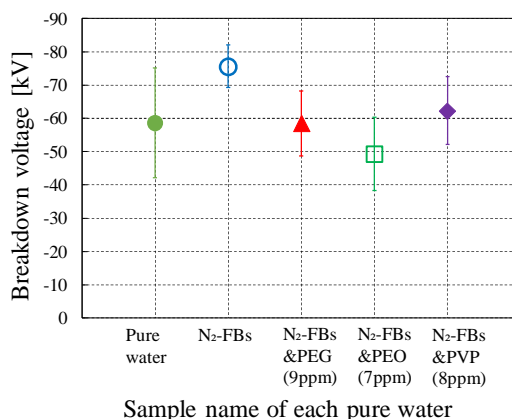 Breakdown voltage [kV]
-90
-80
-70
-60
-50
-40
-30
-20
-10
0
Pure water
N₂-FBs
N₂-FBs &PEG (9ppm)
N₂-FBs &PEO (7ppm)
N₂-FBs &PVP (8ppm)
Sample name of each pure water